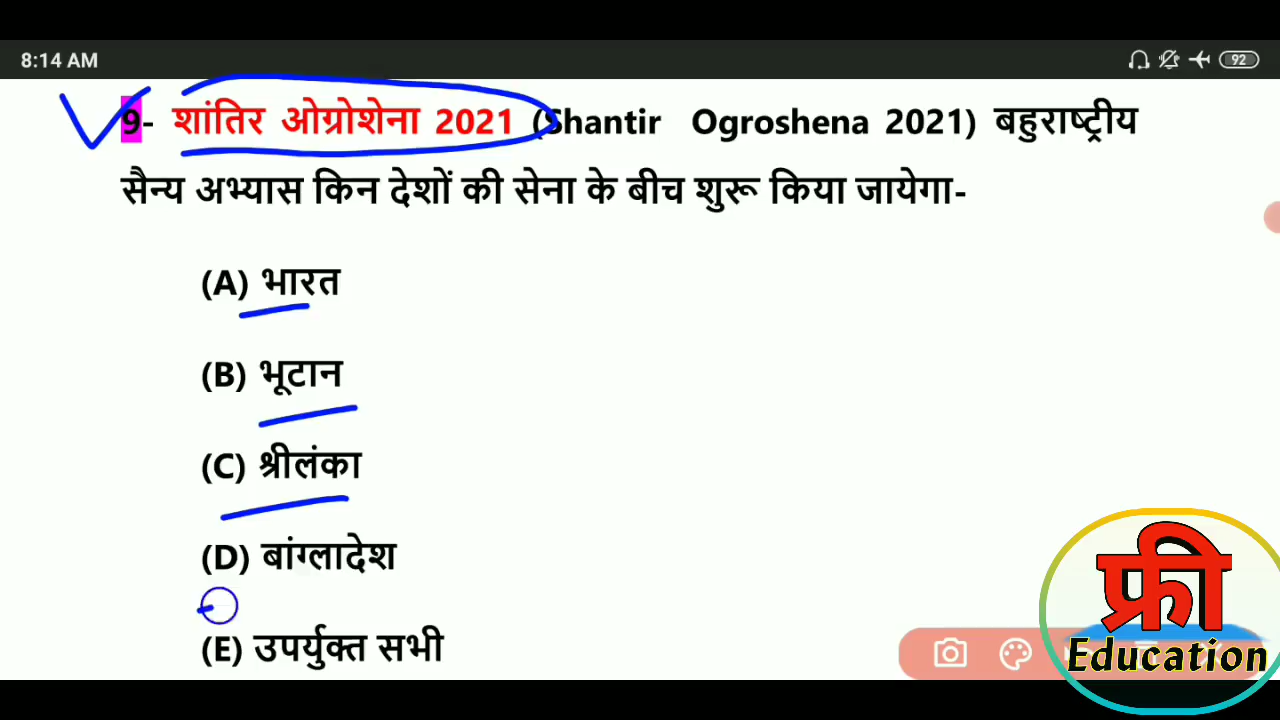 8:14 AM
92
9- शांतिर ओग्रोशेना 2021 (Shantir Ogroshena 2021) बहुराष्ट्रीय
सैन्य अभ्यास किन देशों की सेना के बीच शुरू किया जायेगा-
(A) भारत
(B) भूटान
(C) श्रीलंका
(D) बांग्लादेश
(E) उपर्युक्त सभी
फ्री
Education